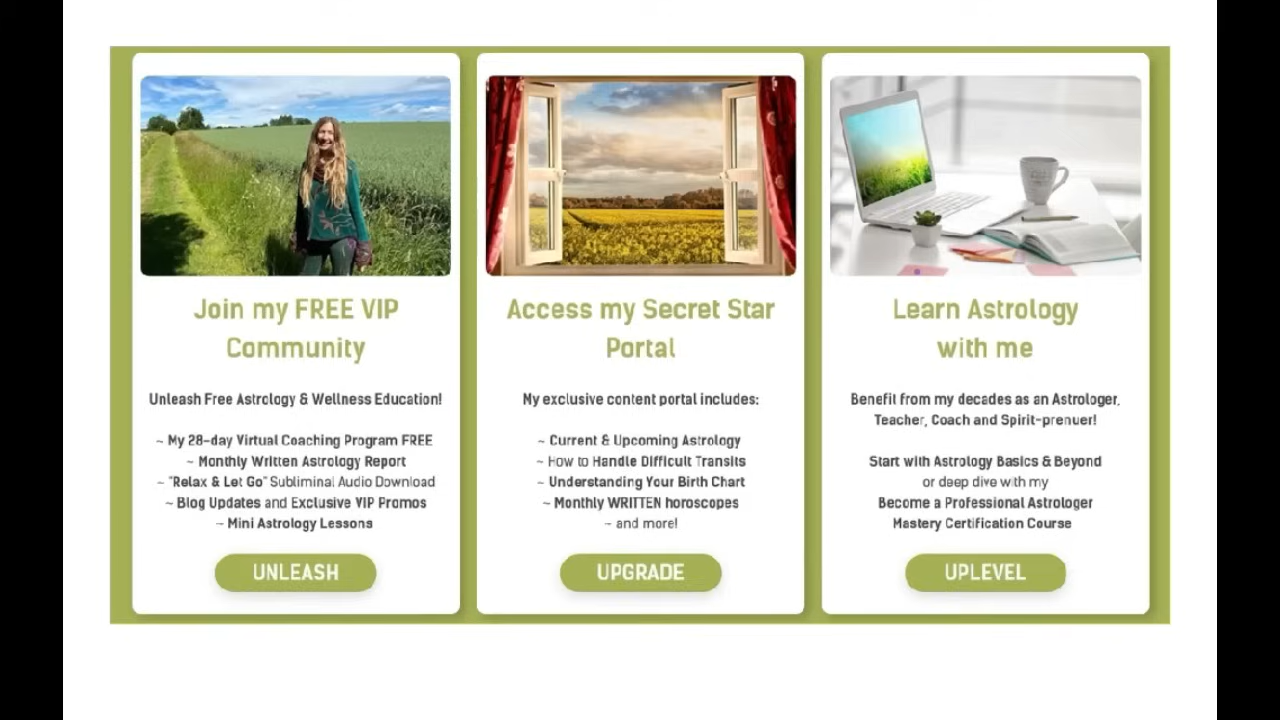 Join my FREE VIP
Community
Unleash Free Astrology & Wellness Education!
~ My 28-day Virtual Coaching Program FREE
~ Monthly Written Astrology Report
~ "Relax & Let Go" Subliminal Audio Download
~ Blog Updates and Exclusive VIP Promos
~ Mini Astrology Lessons
UNLEASH
Access my Secret Star
Portal
My exclusive content portal includes:
~ Current & Upcoming Astrology
~ How to Handle Difficult Transits
~ Understanding Your Birth Chart
~ Monthly WRITTEN horoscopes
~ and more!
UPGRADE
Learn Astrology
with me
Benefit from my decades as an Astrologer,
Teacher, Coach and Spirit-prenuer!
Start with Astrology Basics & Beyond
or deep dive with my
Become a Professional Astrologer
Mastery Certification Course
UPLEVEL